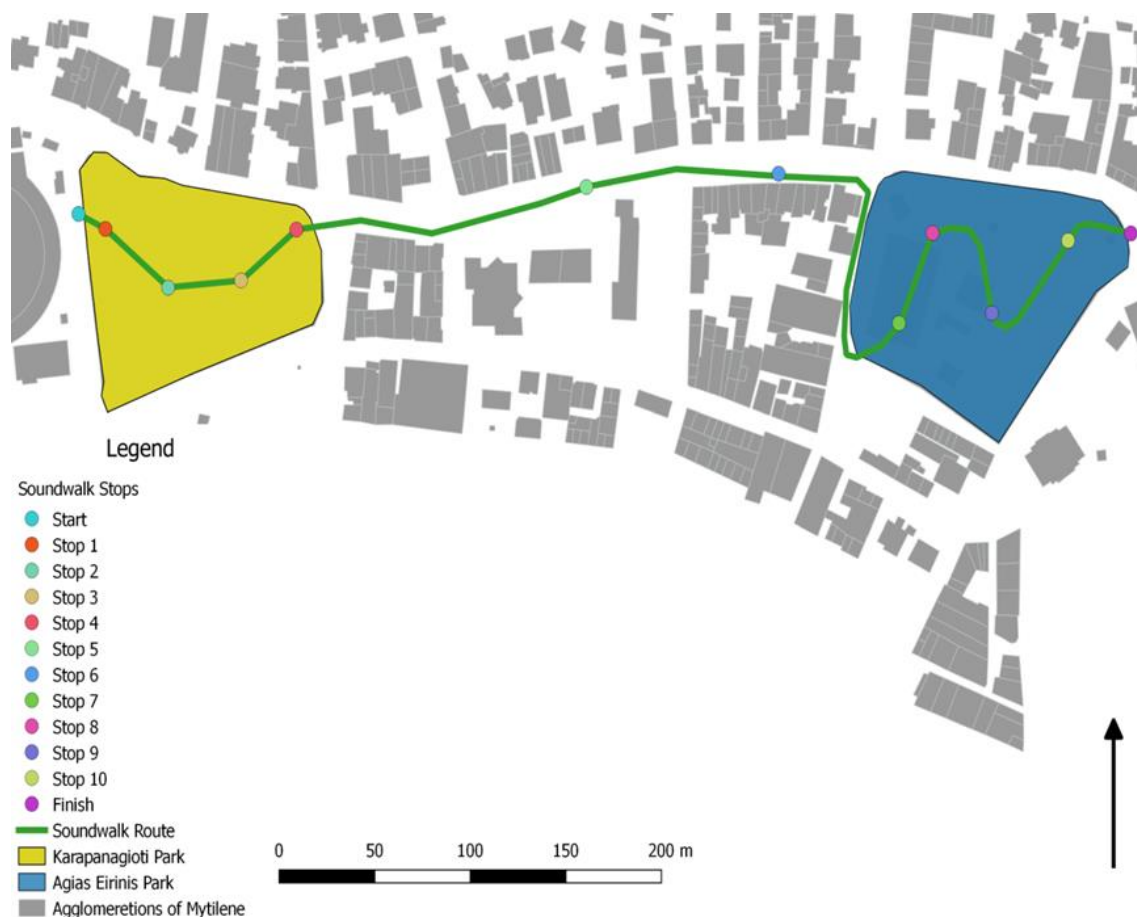 Legend
Soundwalk Stops
Start
Stop 1
Stop 2
Stop 3
Stop 4
Stop 5
Stop 6
Stop 7
Stop 8
Stop 9
Stop 10
Finish
Soundwalk Route
Karapanagioti Park
Agias Eirinis Park
Agglomeretions of Mytilene
0 50 100 150 200 m